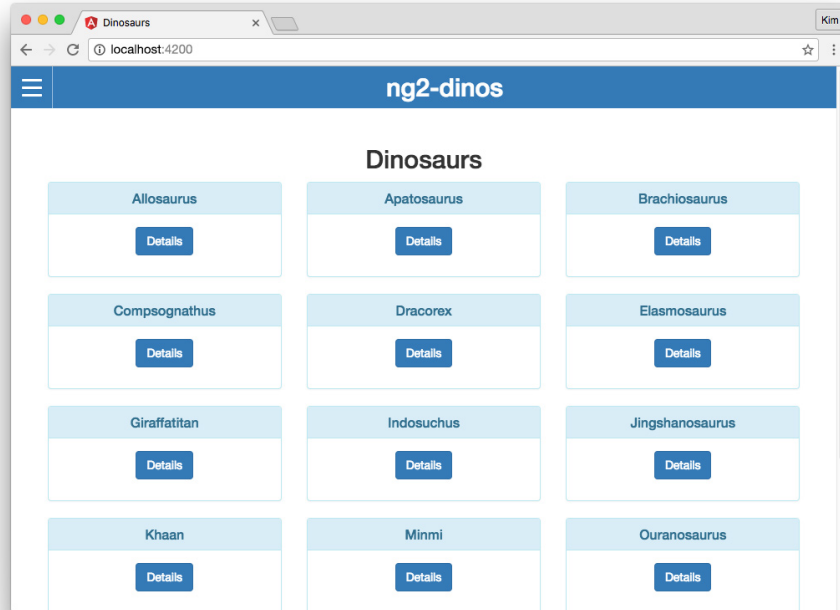 Dinosaurs
Kim
localhost:4200
ng2-dinos
Dinosaurs
Allosaurus Apatosaurus Brachiosaurus
Details Details Details
Compsognathus Dracorex Elasmosaurus
Details Details Details
Giraffatitan Indosuchus Jingshanosaurus
Details Details Details
Khaan Minmi Ouranosaurus
Details Details Details